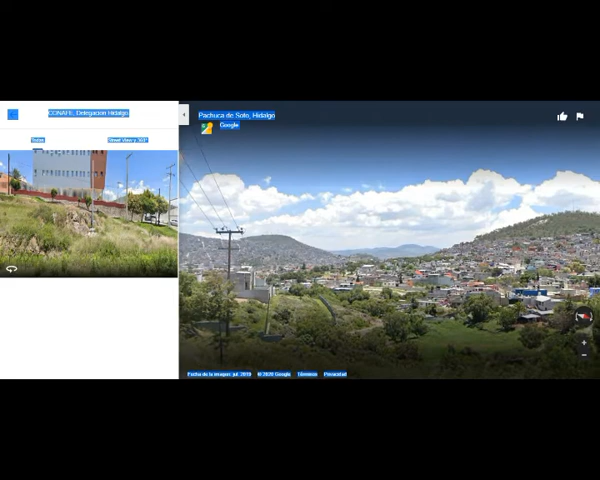 CONAFE, Delegación Hidalgo
Todas
Street View y 360°
Pachuca de Soto, Hidalgo
Google
Fecha de la imagen: jul. 2019 © 2020 Google Términos Privacidad